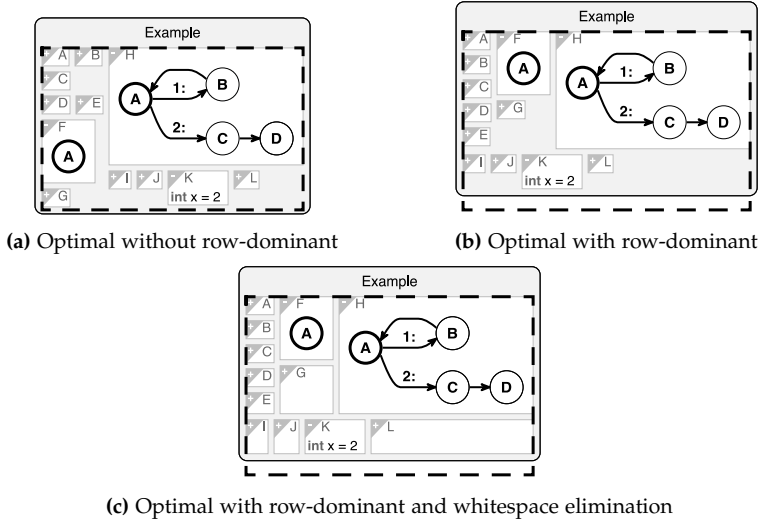 Example
+ A + B - H
+ C
1: B
A
+ D + E
- F
2: C D
A
+ I + J - K + L
int x = 2
+ G
(a) Optimal without row-dominant
Example
+ A - F - H
+ B A 1: B
+ C A
+ D + G 2: C D
+ E
+ I + J - K + L
int x = 2
(b) Optimal with row-dominant
Example
+ A - F - H
+ B A 1: B
+ C A
+ D + G 2: C D
+ E
+ I + J - K + L
int x = 2
(c) Optimal with row-dominant and whitespace elimination